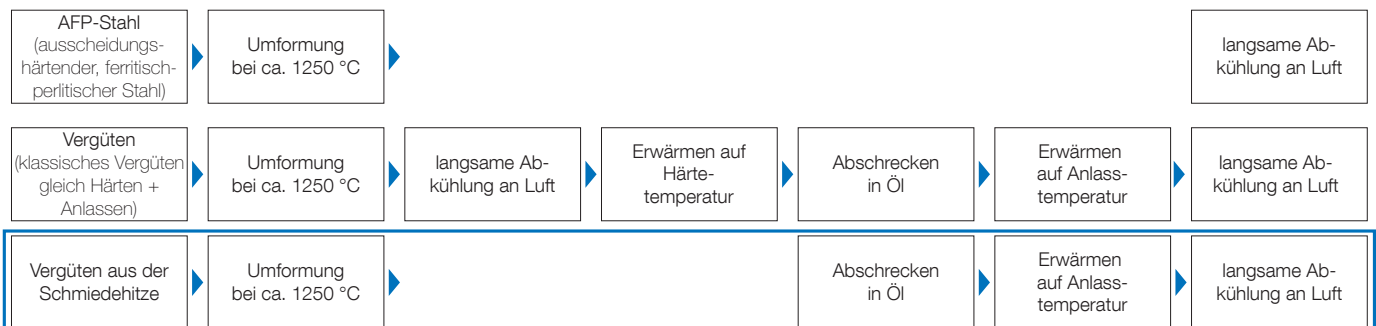 AFP-Stahl
(ausscheidungs-
härtender, ferritisch-
perlitischer Stahl)
Umformung
bei ca. 1250 °C
langsame Ab-
kühlung an Luft
Vergüten
(klassisches Vergüten
gleich Härten +
Anlassen)
Umformung
bei ca. 1250 °C
langsame Ab-
kühlung an Luft
Erwärmen auf
Härte-
temperatur
Abschrecken
in Öl
Erwärmen
auf Anlass-
temperatur
langsame Ab-
kühlung an Luft
Vergüten aus der
Schmiedehitze
Umformung
bei ca. 1250 °C
Abschrecken
in Öl
Erwärmen
auf Anlass-
temperatur
langsame Ab-
kühlung an Luft